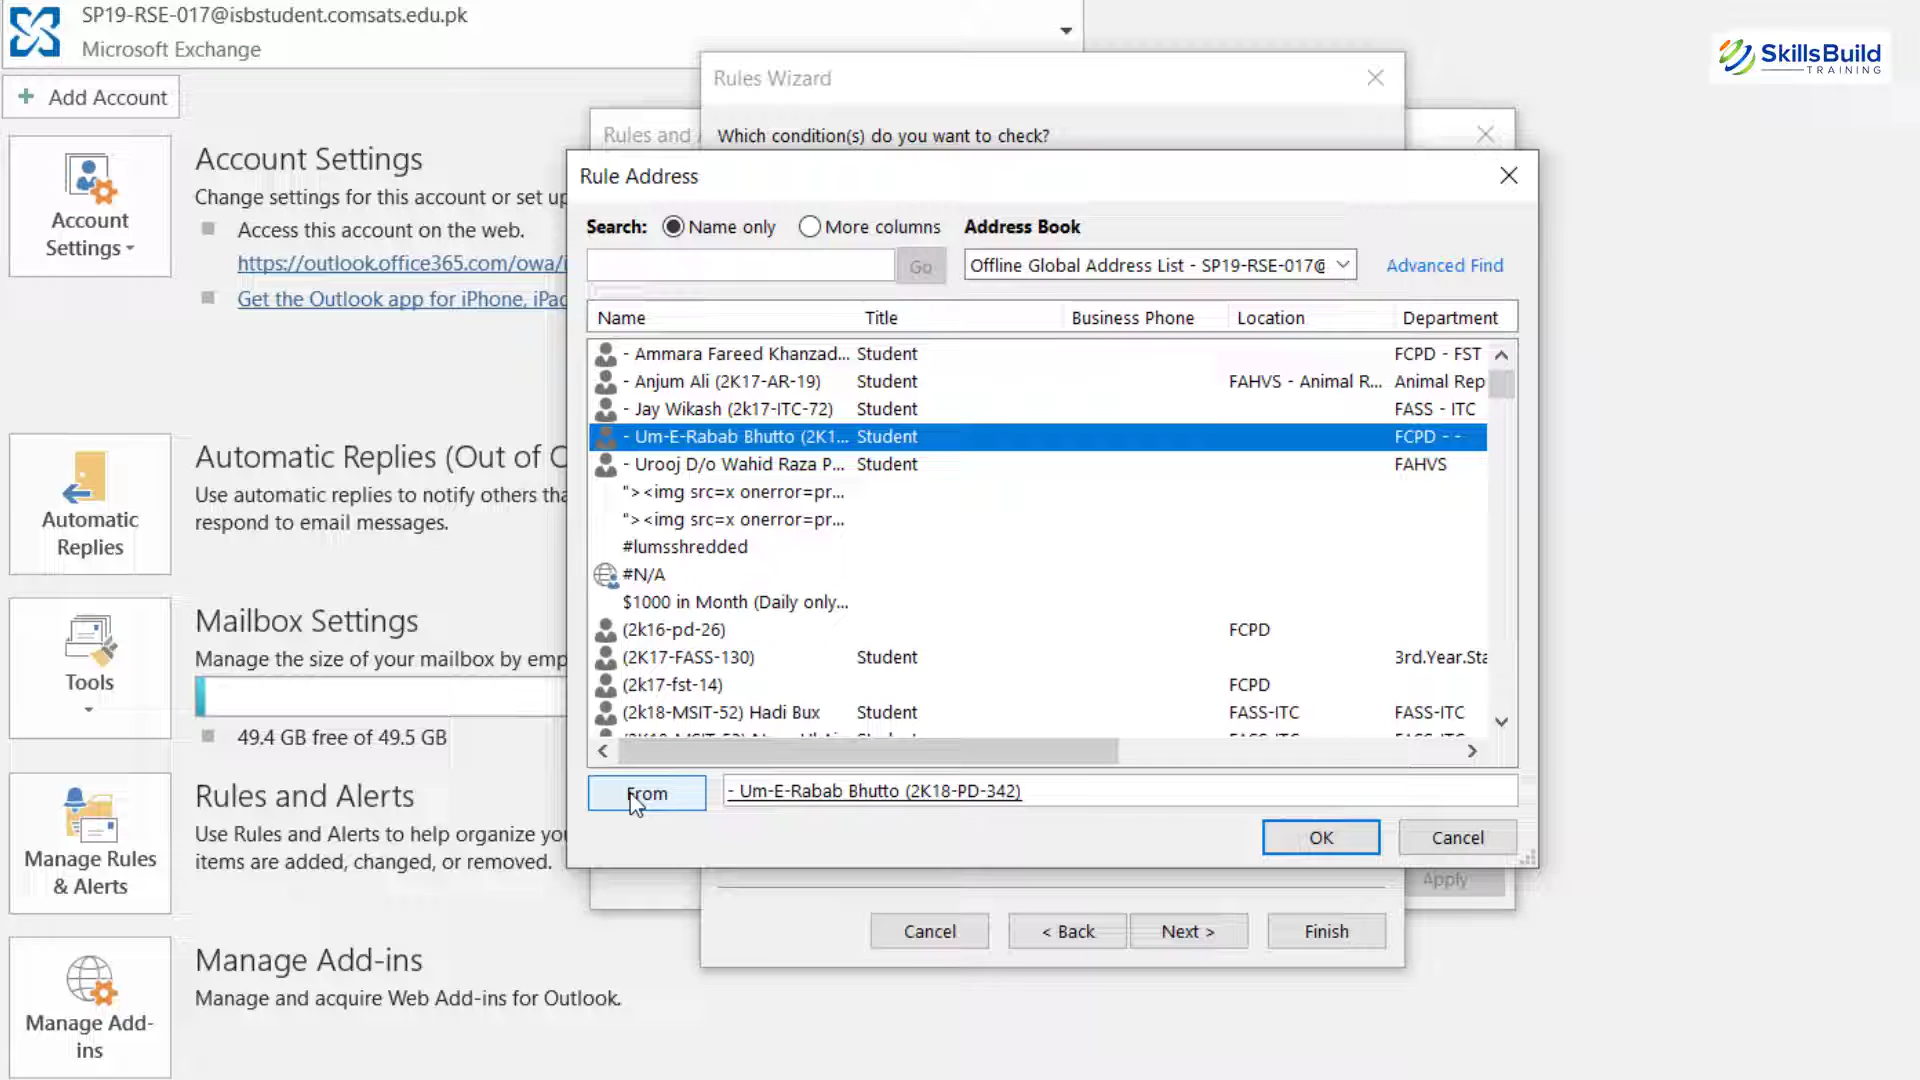 SP19-RSE-017@isbstudent.comsats.edu.pk
Microsoft Exchange
+ Add Account
Account
Settings
Account Settings
Change settings for this account or set up
Access this account on the web.
https://outlook.office365.com/owa/i
Get the Outlook app for iPhone, iPad
Automatic
Replies
Automatic Replies (Out of O
Use automatic replies to notify others tha
respond to email messages.
Tools
Mailbox Settings
Manage the size of your mailbox by emp
49.4 GB free of 49.5 GB
Manage Rules
& Alerts
Rules and Alerts
Use Rules and Alerts to help organize you
items are added, changed, or removed.
Manage Add-
ins
Manage Add-ins
Manage and acquire Web Add-ins for Outlook.
SkillsBuild
TRAINING
Rules Wizard
Rules and
Which condition(s) do you want to check?
Rule Address
Search: Name only More columns Address Book
Go Offline Global Address List - SP19-RSE-017@ Advanced Find
Name Title Business Phone Location Department
- Ammara Fareed Khanzad... Student FCPD - FST
- Anjum Ali (2K17-AR-19) Student FAHVS - Animal R... Animal Rep
- Jay Wikash (2k17-ITC-72) Student FASS - ITC
- Um-E-Rabab Bhutto (2K1... Student FCPD - -
- Urooj D/o Wahid Raza P... Student FAHVS
"><img src=x onerror=pr...
"><img src=x onerror=pr...
#lumsshredded
#N/A
$1000 in Month (Daily only...
(2k16-pd-26) FCPD
(2K17-FASS-130) Student 3rd.Year.Sta
(2k17-fst-14) FCPD
(2k18-MSIT-52) Hadi Bux Student FASS-ITC FASS-ITC
From - Um-E-Rabab Bhutto (2K18-PD-342)
OK Cancel
Apply
Cancel < Back Next > Finish